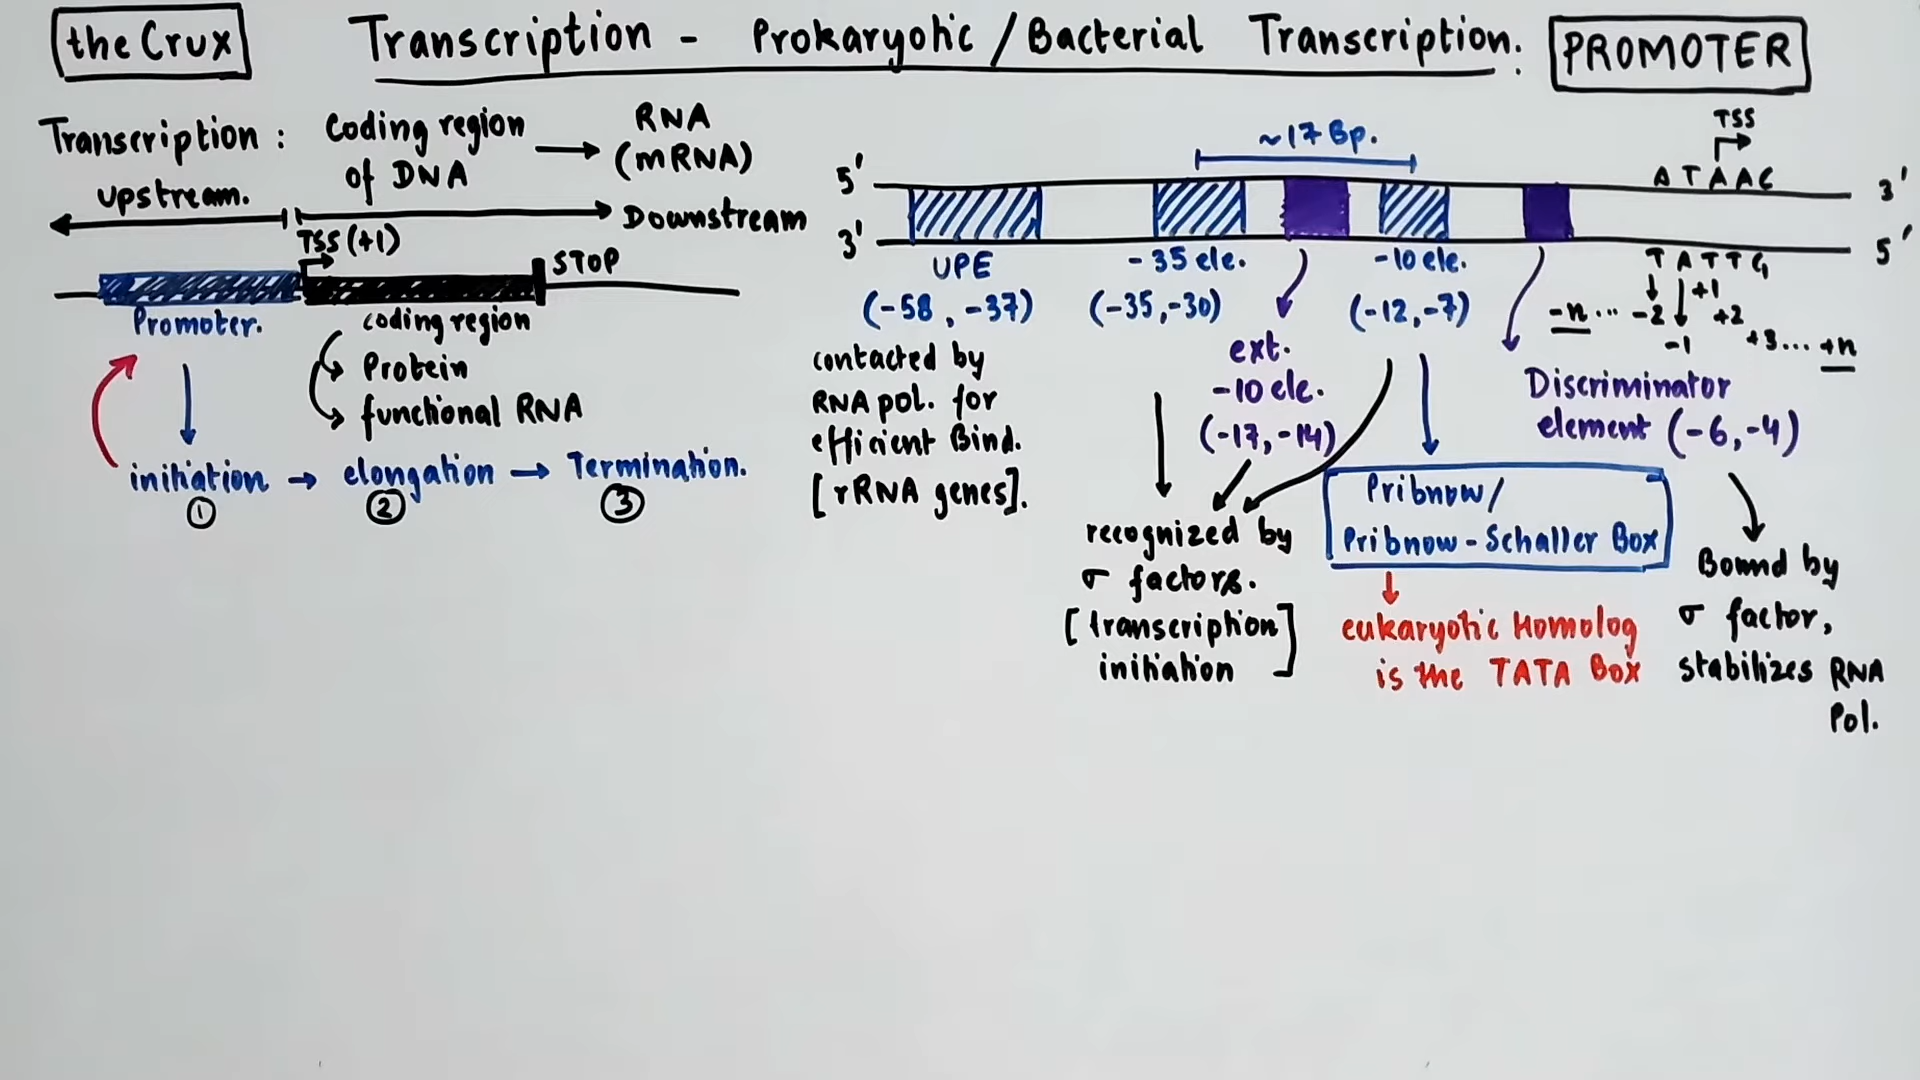 the Crux
Transcription - Prokaryotic / Bacterial Transcription.
PROMOTER
Transcription :
Coding region
of DNA
RNA
(mRNA)
upstream.
Downstream
TSS (+1)
STOP
Promoter.
coding region
Protein
functional RNA
initiation → elongation → Termination.
① ② ③
~17 Bp.
TSS
5' A T A A C 3'
3' 5'
UPE
(-58, -37)
contacted by
RNA pol. for
efficient Bind.
[rRNA genes].
-35 ele.
(-35,-30)
ext.
-10 ele.
(-17, -14)
-10 ele.
(-12,-7)
T A T T G
-n... -2 -1 +1 +2 +3... +n
Discriminator
element (-6,-4)
recognized by
σ factors.
[transcription
initiation]
Pribnow/
Pribnow-Schaller Box
eukaryotic Homolog
is the TATA Box
Bound by
σ factor,
stabilizes RNA
Pol.